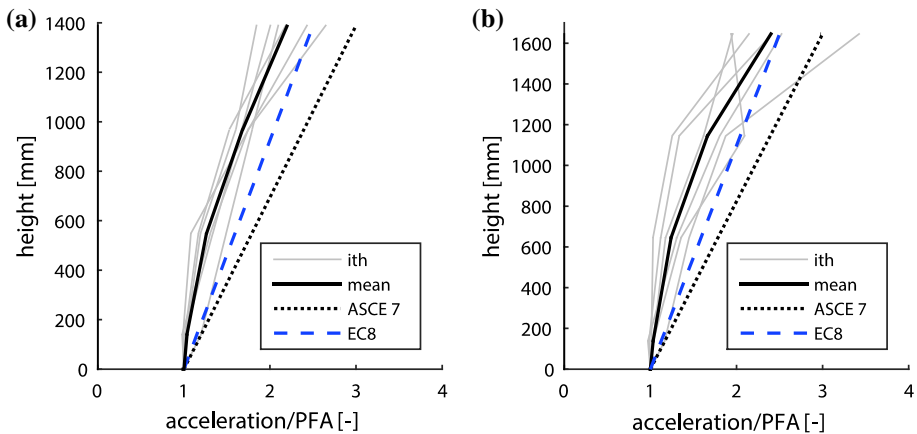 (a)
1400
1200
1000
800
600
400
200
0
height [mm]
ith
mean
ASCE 7
EC8
0
1
2
3
4
acceleration/PFA [-]
(b)
1600
1400
1200
1000
800
600
400
200
0
height [mm]
ith
mean
ASCE 7
EC8
0
1
2
3
4
acceleration/PFA [-]